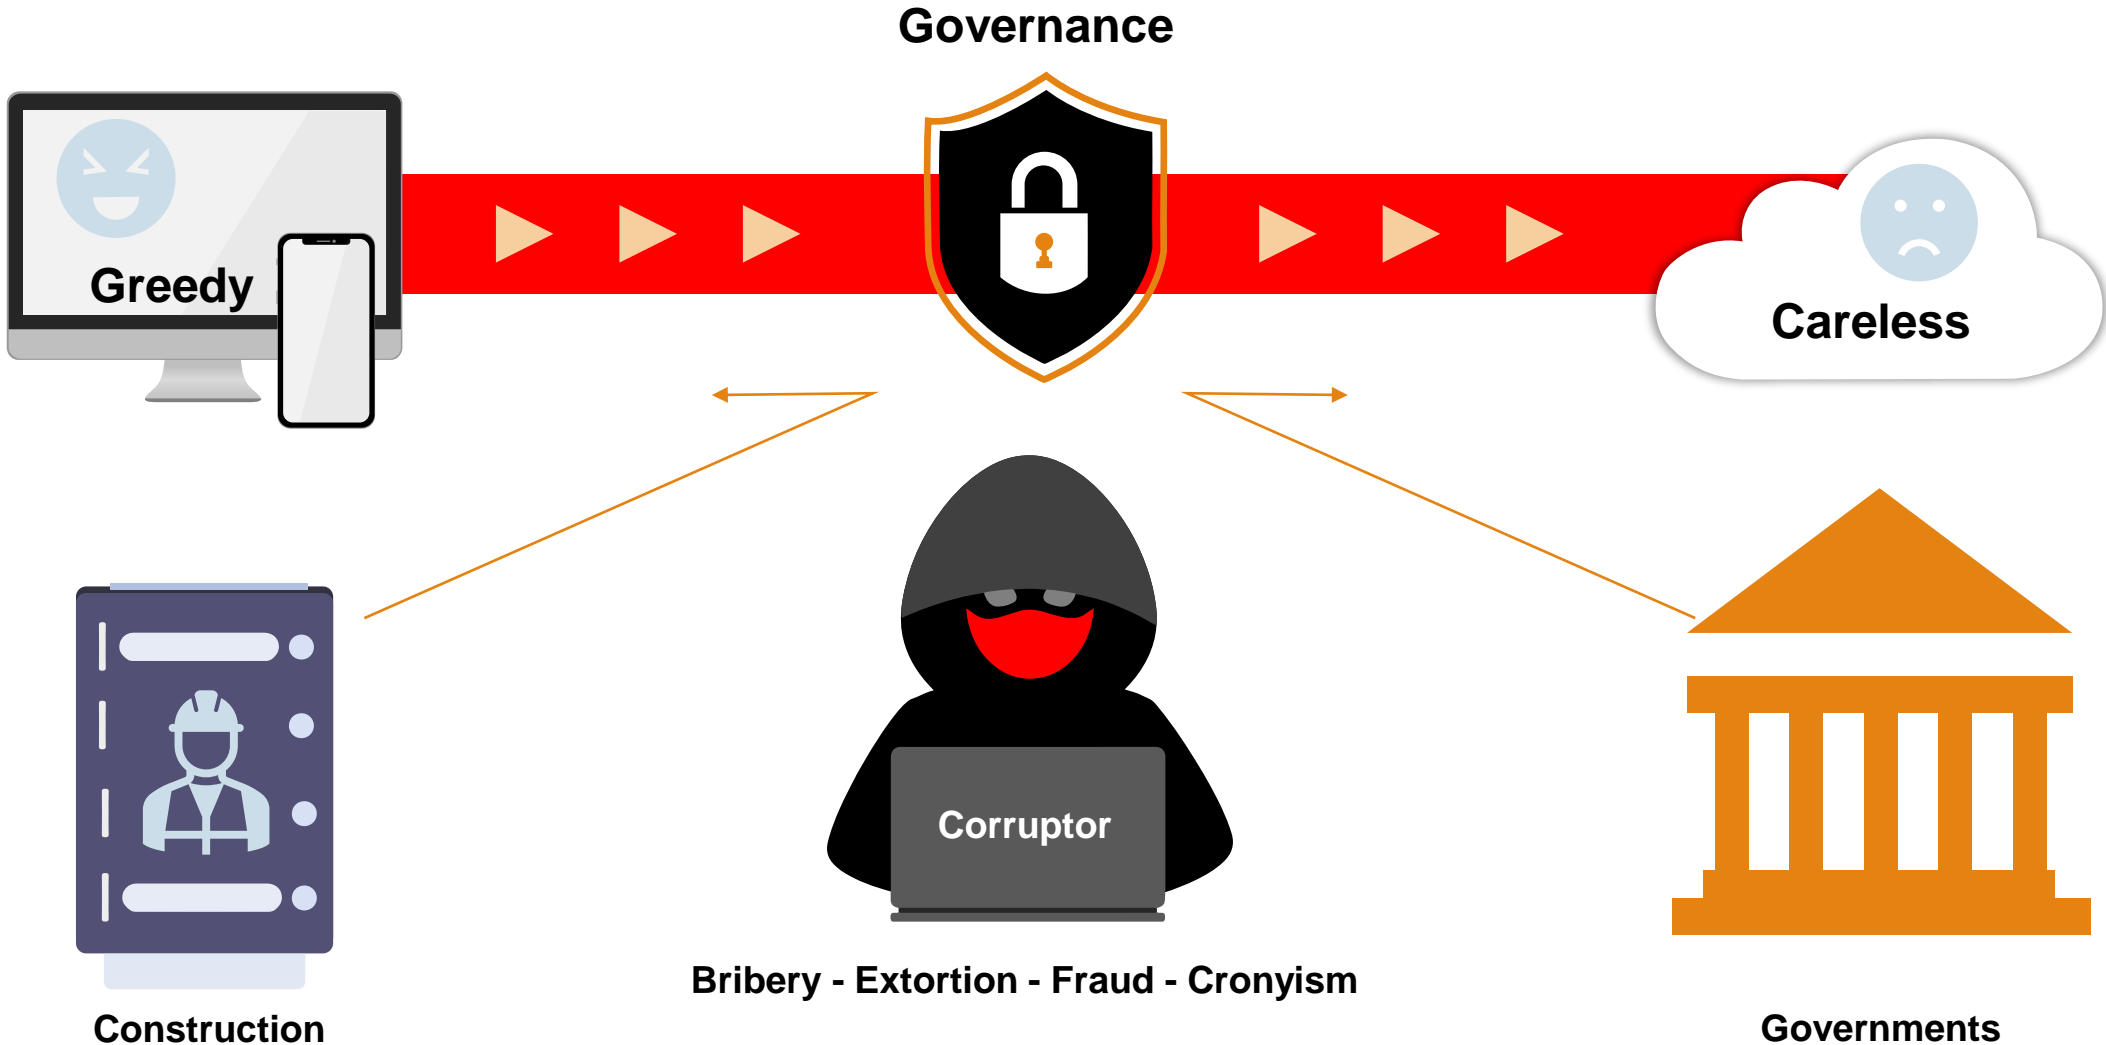 Governance
Greedy
Careless
Corruptor
Bribery - Extortion - Fraud - Cronyism
Construction
Governments